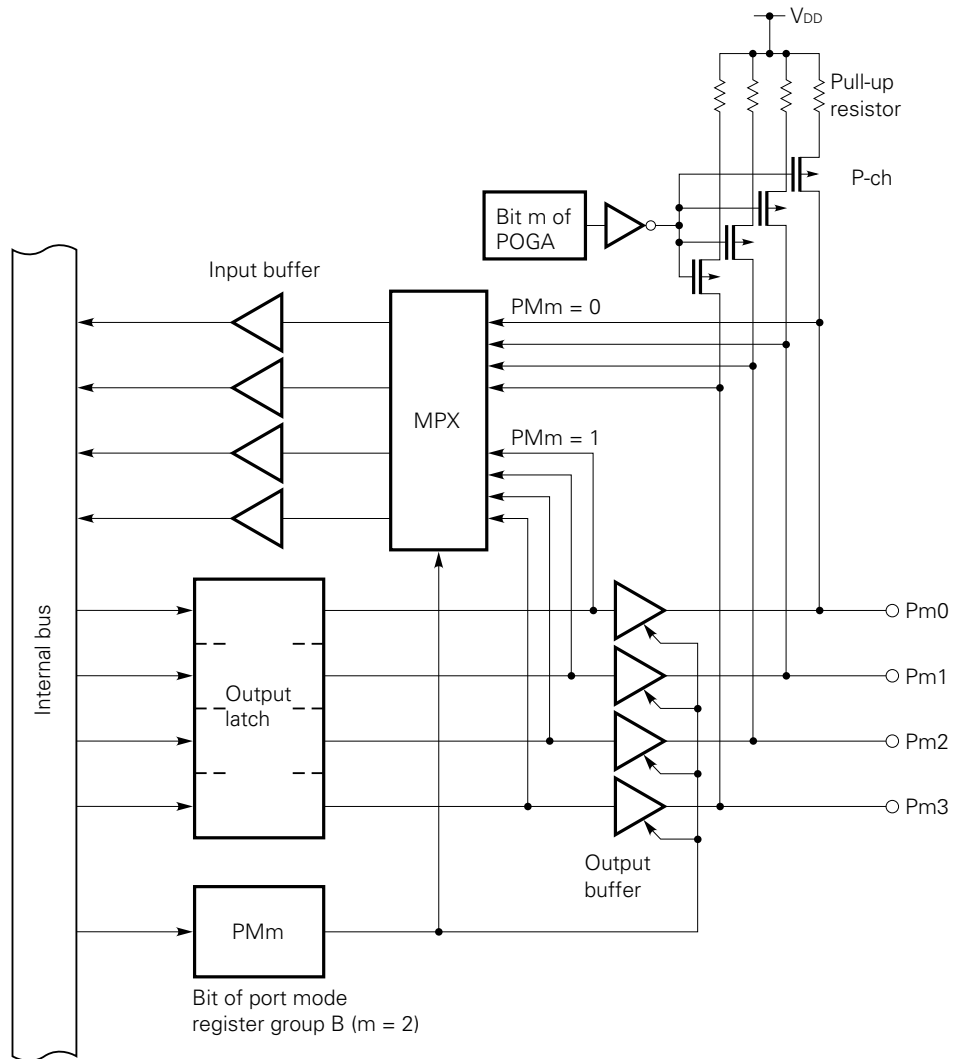 VDD
Pull-up
resistor
P-ch
Bit m of
POGA
Input buffer
PMm = 0
MPX
PMm = 1
Internal bus
Output
latch
Pm0
Pm1
Pm2
Pm3
Output
buffer
PMm
Bit of port mode
register group B (m = 2)